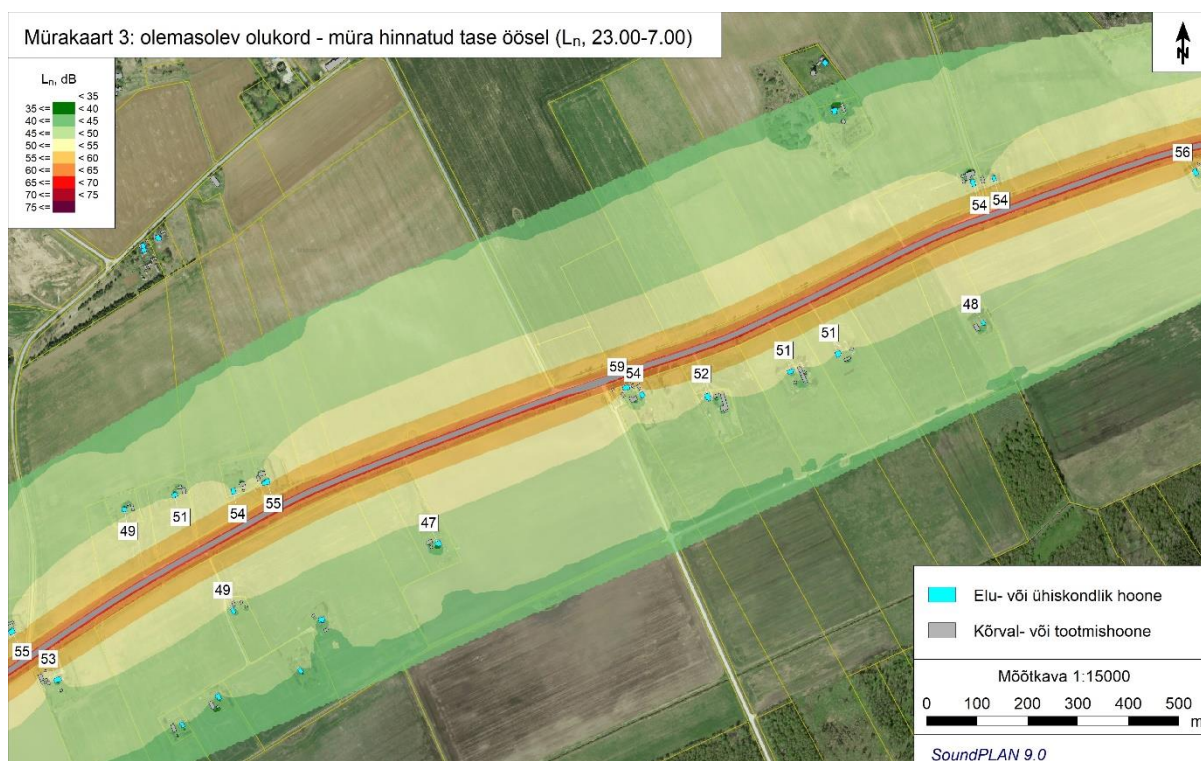 Mürakaart 3: olemasolev olukord - müra hinnatud tase öösel (Ln, 23.00-7.00)
N
Ln, dB
< 35
35 <= < 40
40 <= < 45
45 <= < 50
50 <= < 55
55 <= < 60
60 <= < 65
65 <= < 70
70 <= < 75
75 <=
56
54
54
48
51
51
59
54
52
55
54
51
49
47
49
55
53
Elu- või ühiskondlik hoone
Kõrval- või tootmishoone
Mõõtkava 1:15000
0 100 200 300 400 500
m
SoundPLAN 9.0